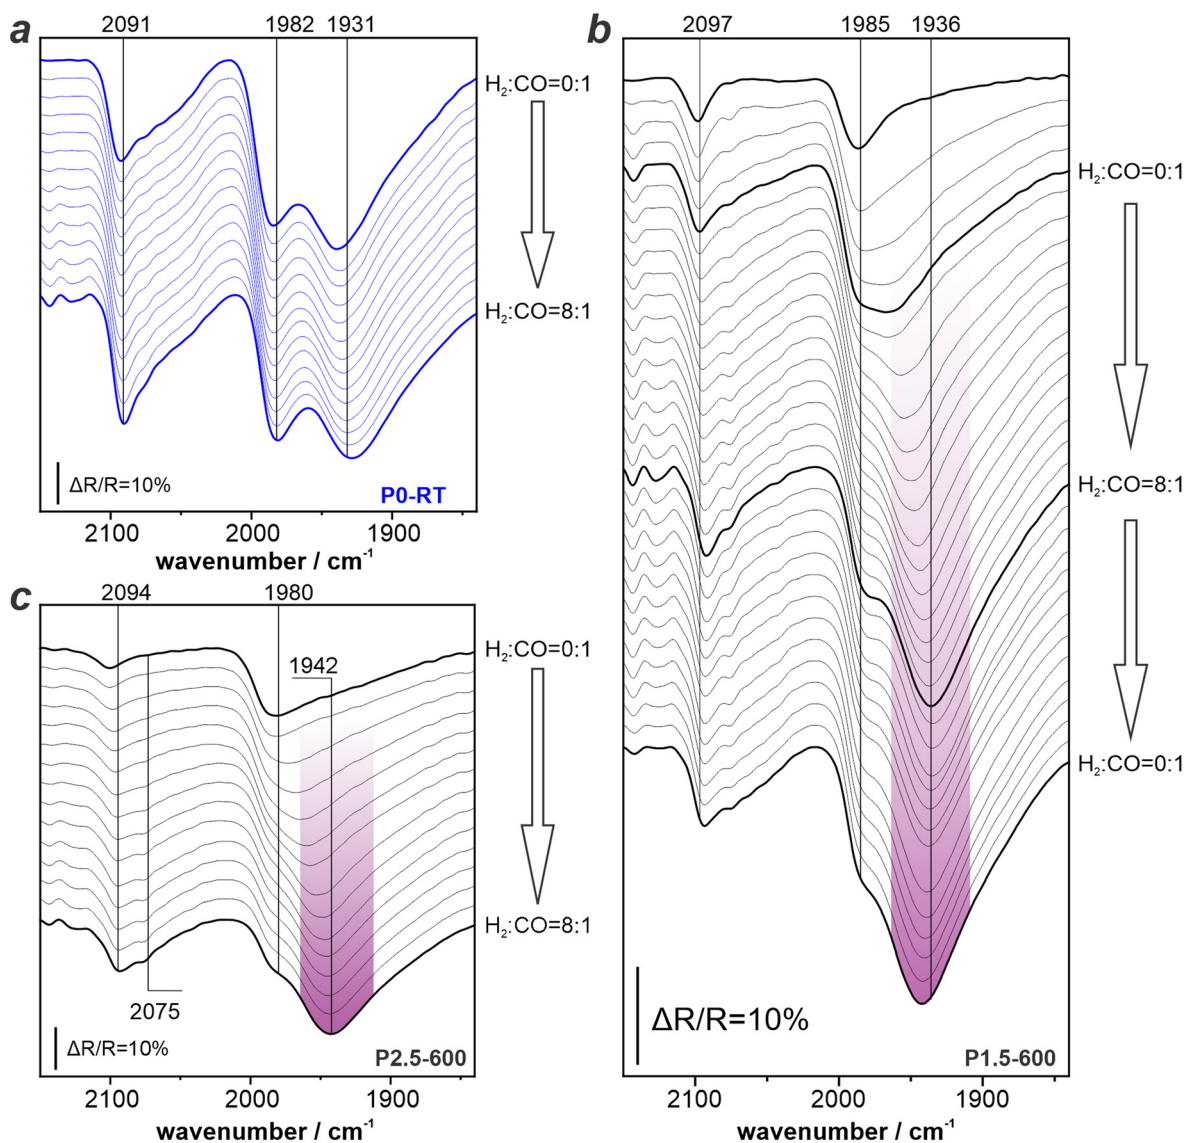 a
2091 1982 1931
H₂:CO=0:1
H₂:CO=8:1
ΔR/R=10%
P0-RT
2100 2000 1900
wavenumber / cm⁻¹
b
2097 1985 1936
H₂:CO=0:1
H₂:CO=8:1
H₂:CO=0:1
ΔR/R=10%
P1.5-600
2100 2000 1900
wavenumber / cm⁻¹
c
2094 1980
1942
H₂:CO=0:1
H₂:CO=8:1
2075
ΔR/R=10%
P2.5-600
2100 2000 1900
wavenumber / cm⁻¹